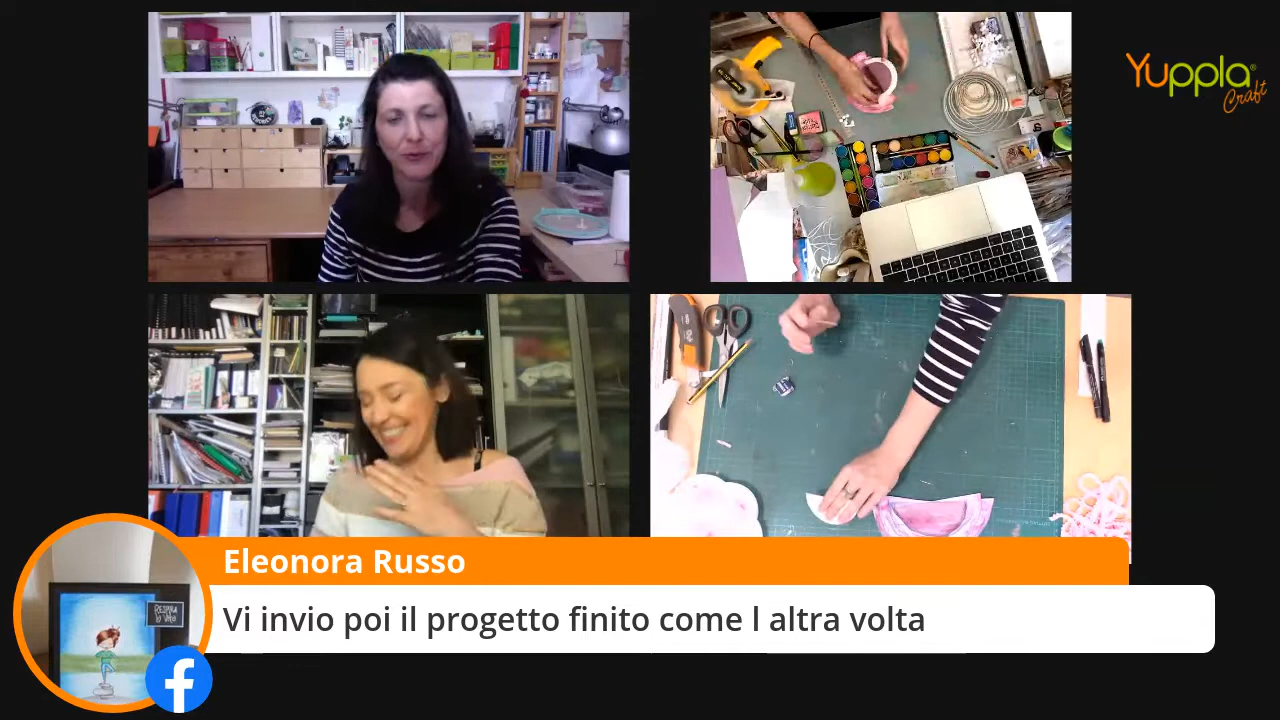 Yuppla®
Craft
Eleonora Russo
Vi invio poi il progetto finito come l altra volta